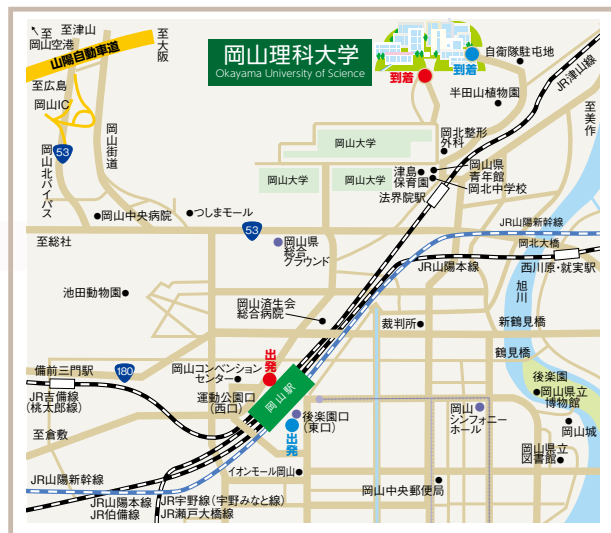 至津山
至
岡山空港
山陽自動車道
至大阪
至広島
岡山IC
53
岡山北バイパス
岡山街道
岡山理科大学
Okayama University of Science
到着
到着
自衛隊駐屯地
半田山植物園
JR津山線
至美作
岡北整形
外科
岡山大学
岡山大学
岡山大学
津島
保育園
岡山県
青年館
岡北中学校
法界院駅
岡山中央病院
つしまモール
53
至総社
岡山県
総合
グラウンド
JR山陽新幹線
岡北大橋
JR山陽本線
西川原・就実駅
旭川
池田動物園
岡山済生会
総合病院
裁判所
新鶴見橋
鶴見橋
備前三門駅
180
岡山コンベンション
センター
出発
JR吉備線
(桃太郎線)
運動公園口
(西口)
岡山駅
後楽園口
(東口)
出発
岡山
シンフォニー
ホール
後楽園
岡山県立
博物館
岡山城
岡山県立
図書館
至倉敷
イオンモール岡山
岡山中央郵便局
JR山陽新幹線
JR山陽本線
JR伯備線
JR宇野線(宇野みなと線)
JR瀬戸大橋線